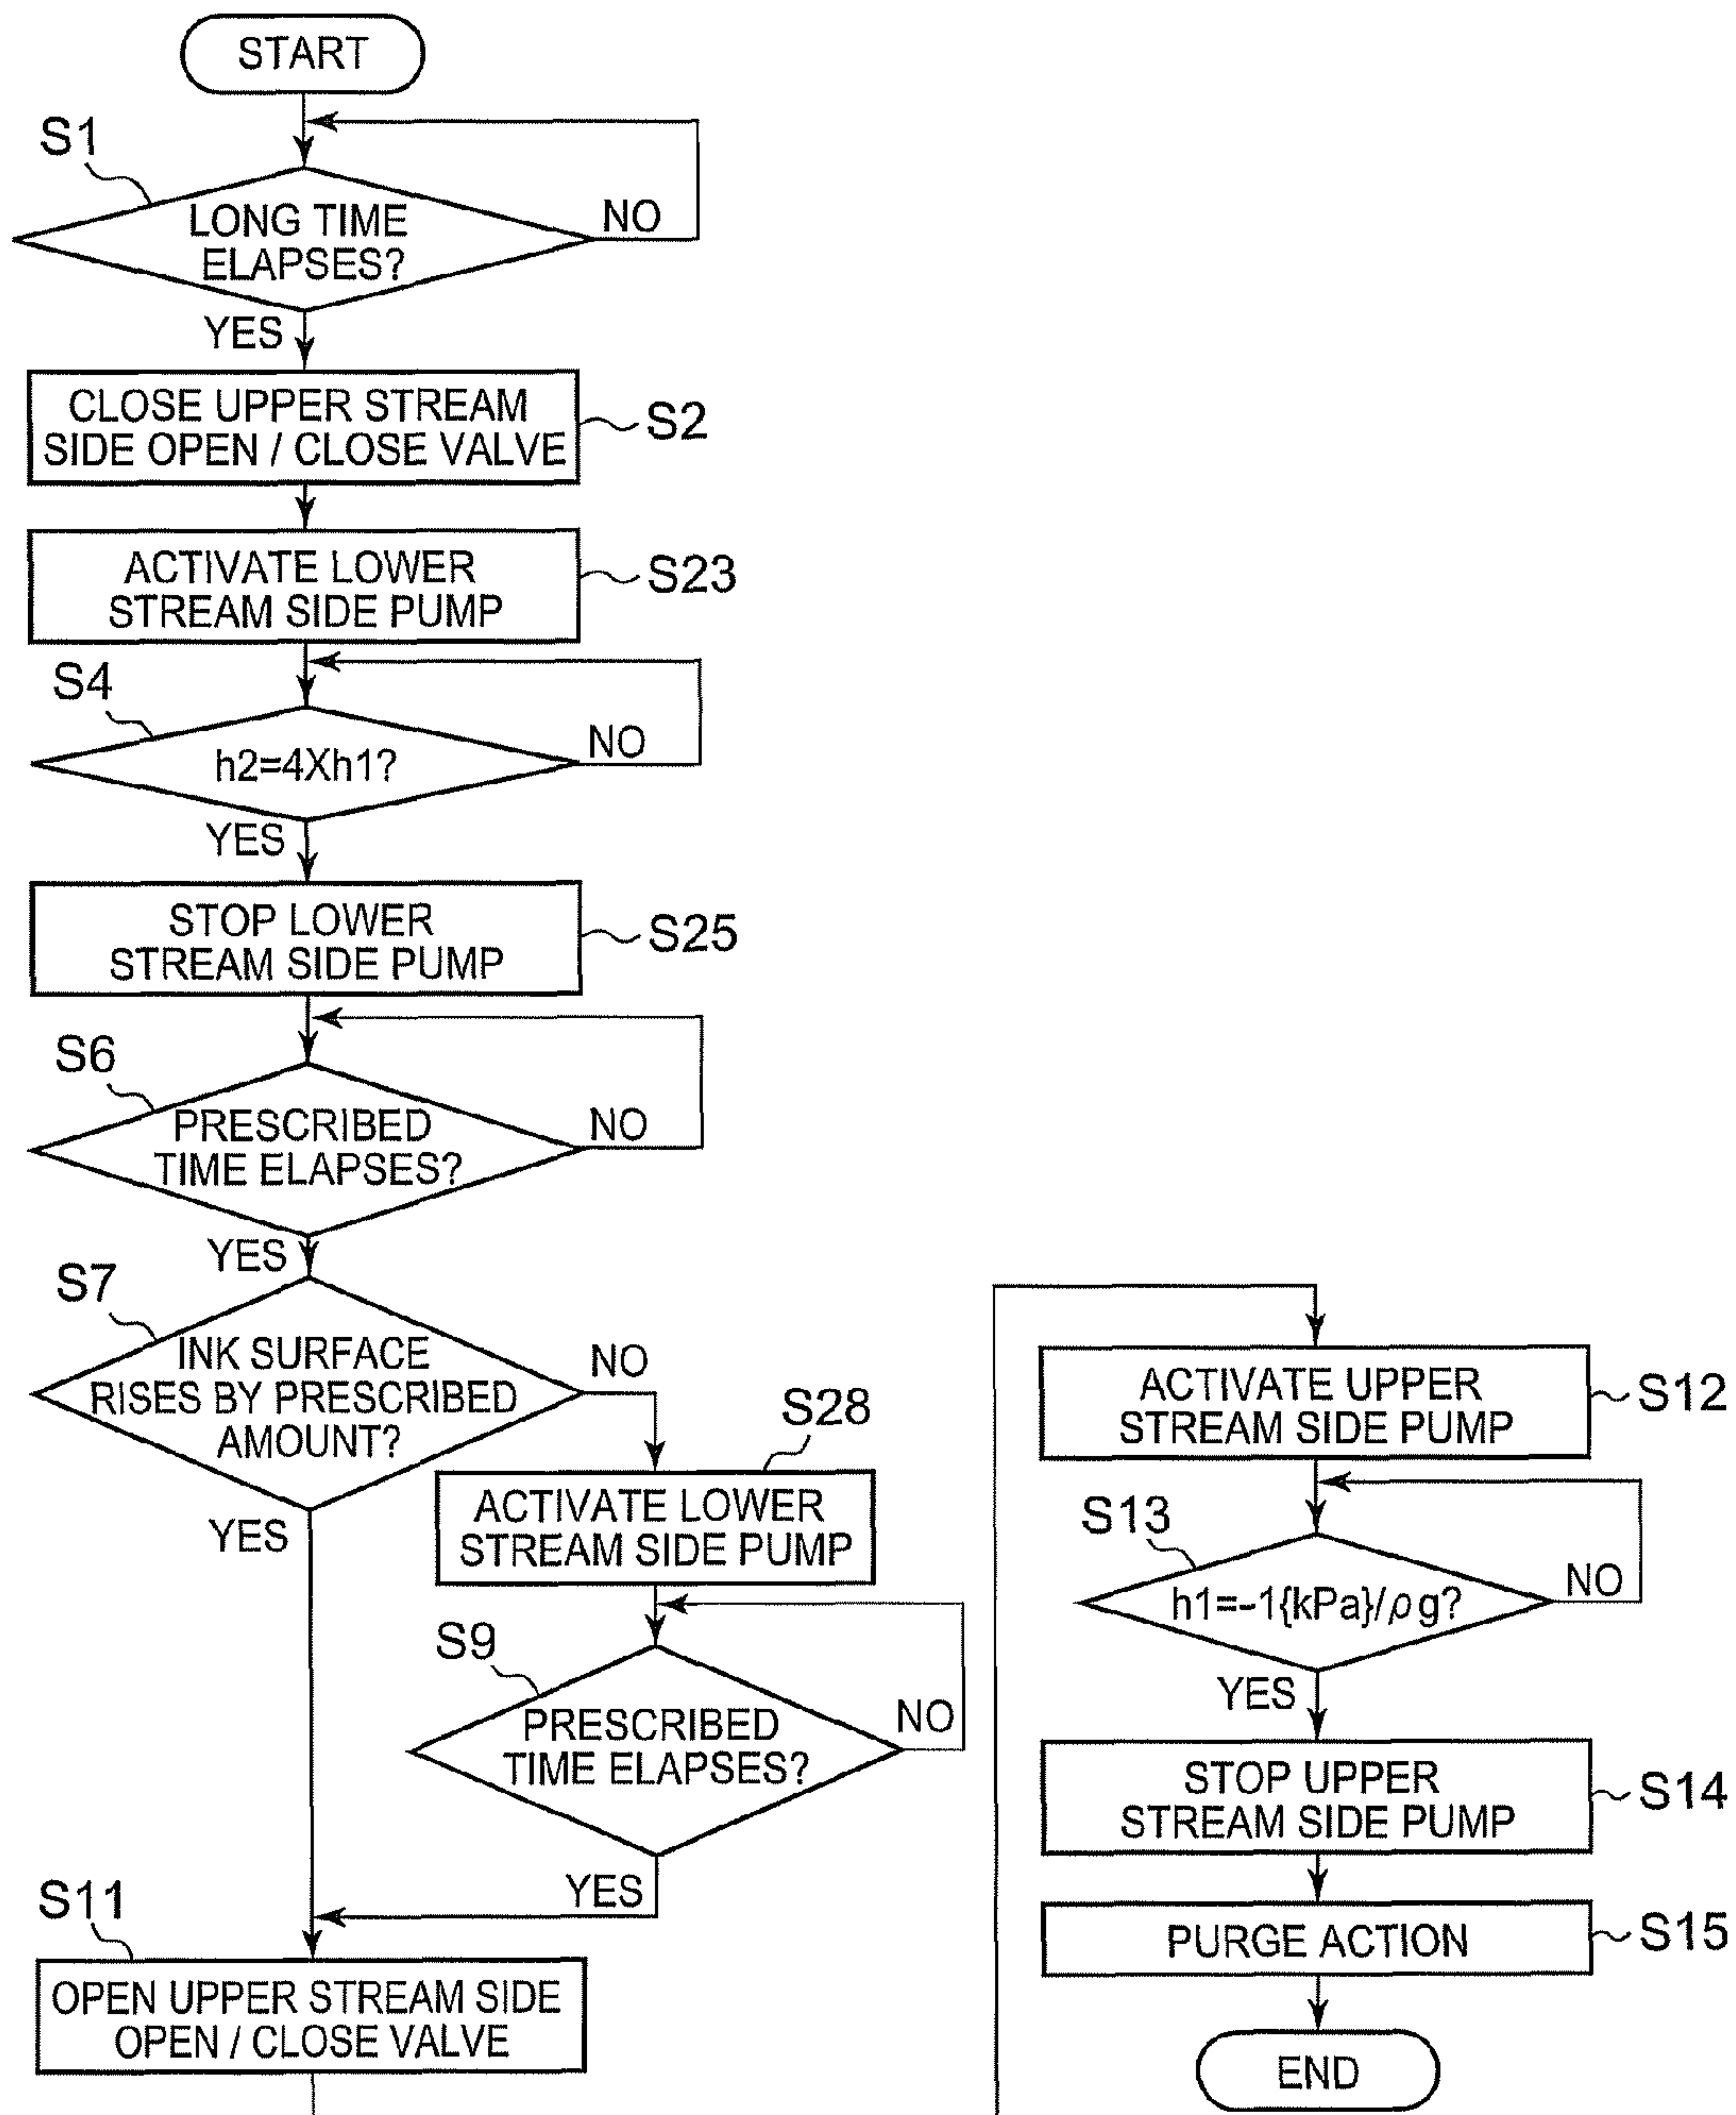 START
S1
LONG TIME
ELAPSES?
NO
YES
CLOSE UPPER STREAM
SIDE OPEN / CLOSE VALVE
S2
ACTIVATE LOWER
STREAM SIDE PUMP
S23
S4
h2=4Xh1?
NO
YES
STOP LOWER
STREAM SIDE PUMP
S25
S6
PRESCRIBED
TIME ELAPSES?
NO
YES
S7
INK SURFACE
RISES BY PRESCRIBED
AMOUNT?
NO
YES
S28
ACTIVATE LOWER
STREAM SIDE PUMP
S9
PRESCRIBED
TIME ELAPSES?
NO
YES
S11
OPEN UPPER STREAM SIDE
OPEN / CLOSE VALVE
ACTIVATE UPPER
STREAM SIDE PUMP
S12
S13
h1=-1{kPa}/ρg?
NO
YES
STOP UPPER
STREAM SIDE PUMP
S14
PURGE ACTION
S15
END